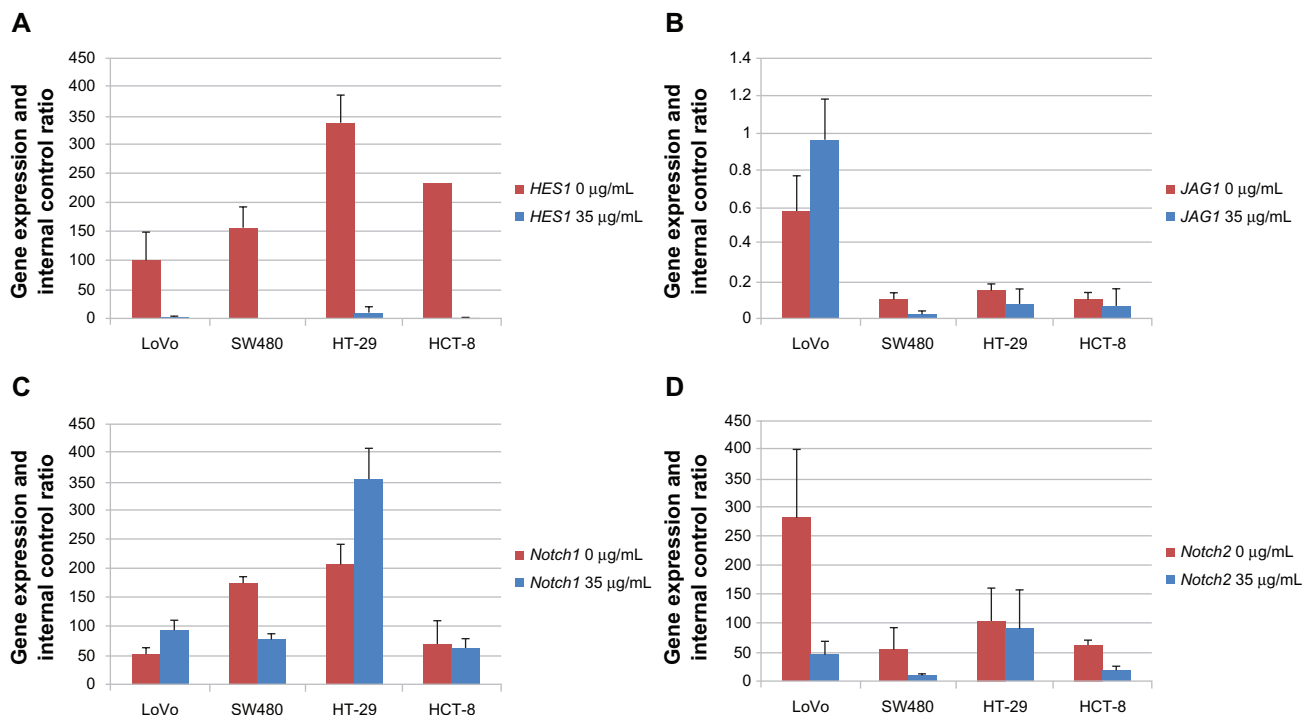 A
Gene expression and
internal control ratio
450
400
350
300
250
200
150
100
50
0
LoVo
SW480
HT-29
HCT-8
HES1 0 μg/mL
HES1 35 μg/mL
B
Gene expression and
internal control ratio
1.4
1.2
1
0.8
0.6
0.4
0.2
0
LoVo
SW480
HT-29
HCT-8
JAG1 0 μg/mL
JAG1 35 μg/mL
C
Gene expression and
internal control ratio
450
400
350
300
250
200
150
100
50
0
LoVo
SW480
HT-29
HCT-8
Notch1 0 μg/mL
Notch1 35 μg/mL
D
Gene expression and
internal control ratio
450
400
350
300
250
200
150
100
50
0
LoVo
SW480
HT-29
HCT-8
Notch2 0 μg/mL
Notch2 35 μg/mL